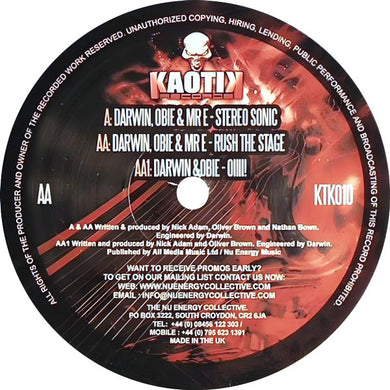 ALL RIGHTS OF THE PRODUCER AND OWNER OF THE RECORDED WORK RESERVED. UNAUTHORIZED COPYING, HIRING, LENDING, PUBLIC PERFORMANCE AND BROADCASTING OF THIS RECORD PROHIBITED.
KAOTIK
A: DARWIN, OBIE & MR E - STEREO SONIC
AA: DARWIN, OBIE & MR E - RUSH THE STAGE
AA1: DARWIN & OBIE - OIIII!
AA
KTK010
A & AA Written & produced by Nick Adam, Oliver Brown and Nathan Bown.
Engineered by Darwin.
AA1 Written and produced by Nick Adam and Oliver Brown. Engineered by Darwin.
Published by All Media Music Ltd / Nu Energy Music
WANT TO RECEIVE PROMOS EARLY?
TO GET ON OUR MAILING LIST CONTACT US NOW:
WEB: WWW.NUENERGYCOLLECTIVE.COM
EMAIL : INFO@NUENERGYCOLLECTIVE.COM
THE NU ENERGY COLLECTIVE.
PO BOX 3222, SOUTH CROYDON, CR2 6JA
TEL: +44 (0) 08456 122 303 /
MOBILE : +44 (0) 795 623 1391
MADE IN THE UK